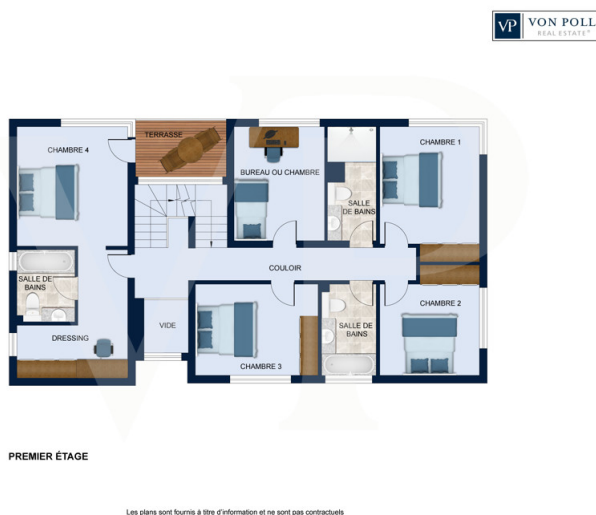 VP
VON POLL
REAL ESTATE®
TERRASSE
CHAMBRE 4
CHAMBRE 1
BUREAU OU CHAMBRE
SALLE
DE BAINS
COULOIR
SALLE DE
BAINS
CHAMBRE 2
VIDE
SALLE DE
BAINS
DRESSING
CHAMBRE 3
PREMIER ÉTAGE
Les plans sont fournis à titre d'information et ne sont pas contractuels